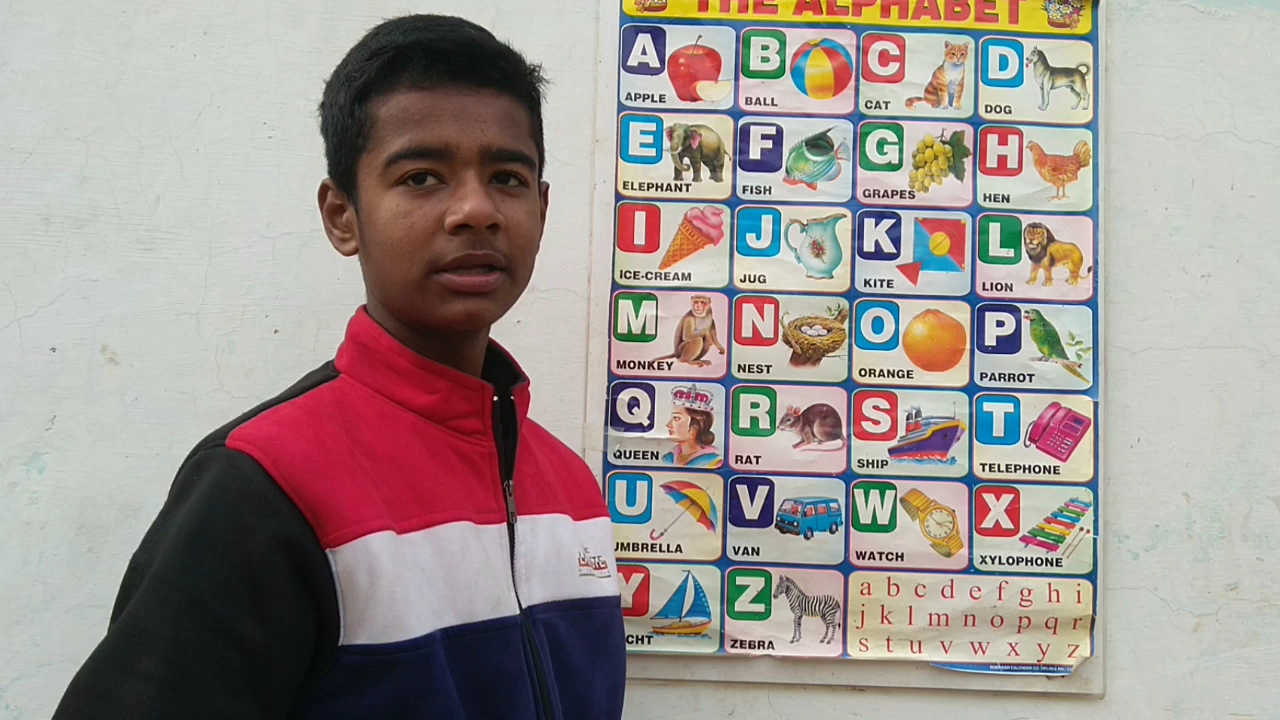 THE ALPHABET
A B C D
APPLE BALL CAT DOG
E F G H
ELEPHANT FISH GRAPES HEN
I J K L
ICE-CREAM JUG KITE LION
M N O P
MONKEY NEST ORANGE PARROT
Q R S T
QUEEN RAT SHIP TELEPHONE
U V W X
UMBRELLA VAN WATCH XYLOPHONE
Y Z
CHT ZEBRA
a b c d e f g h i
j k l m n o p q r
s t u v w x y z